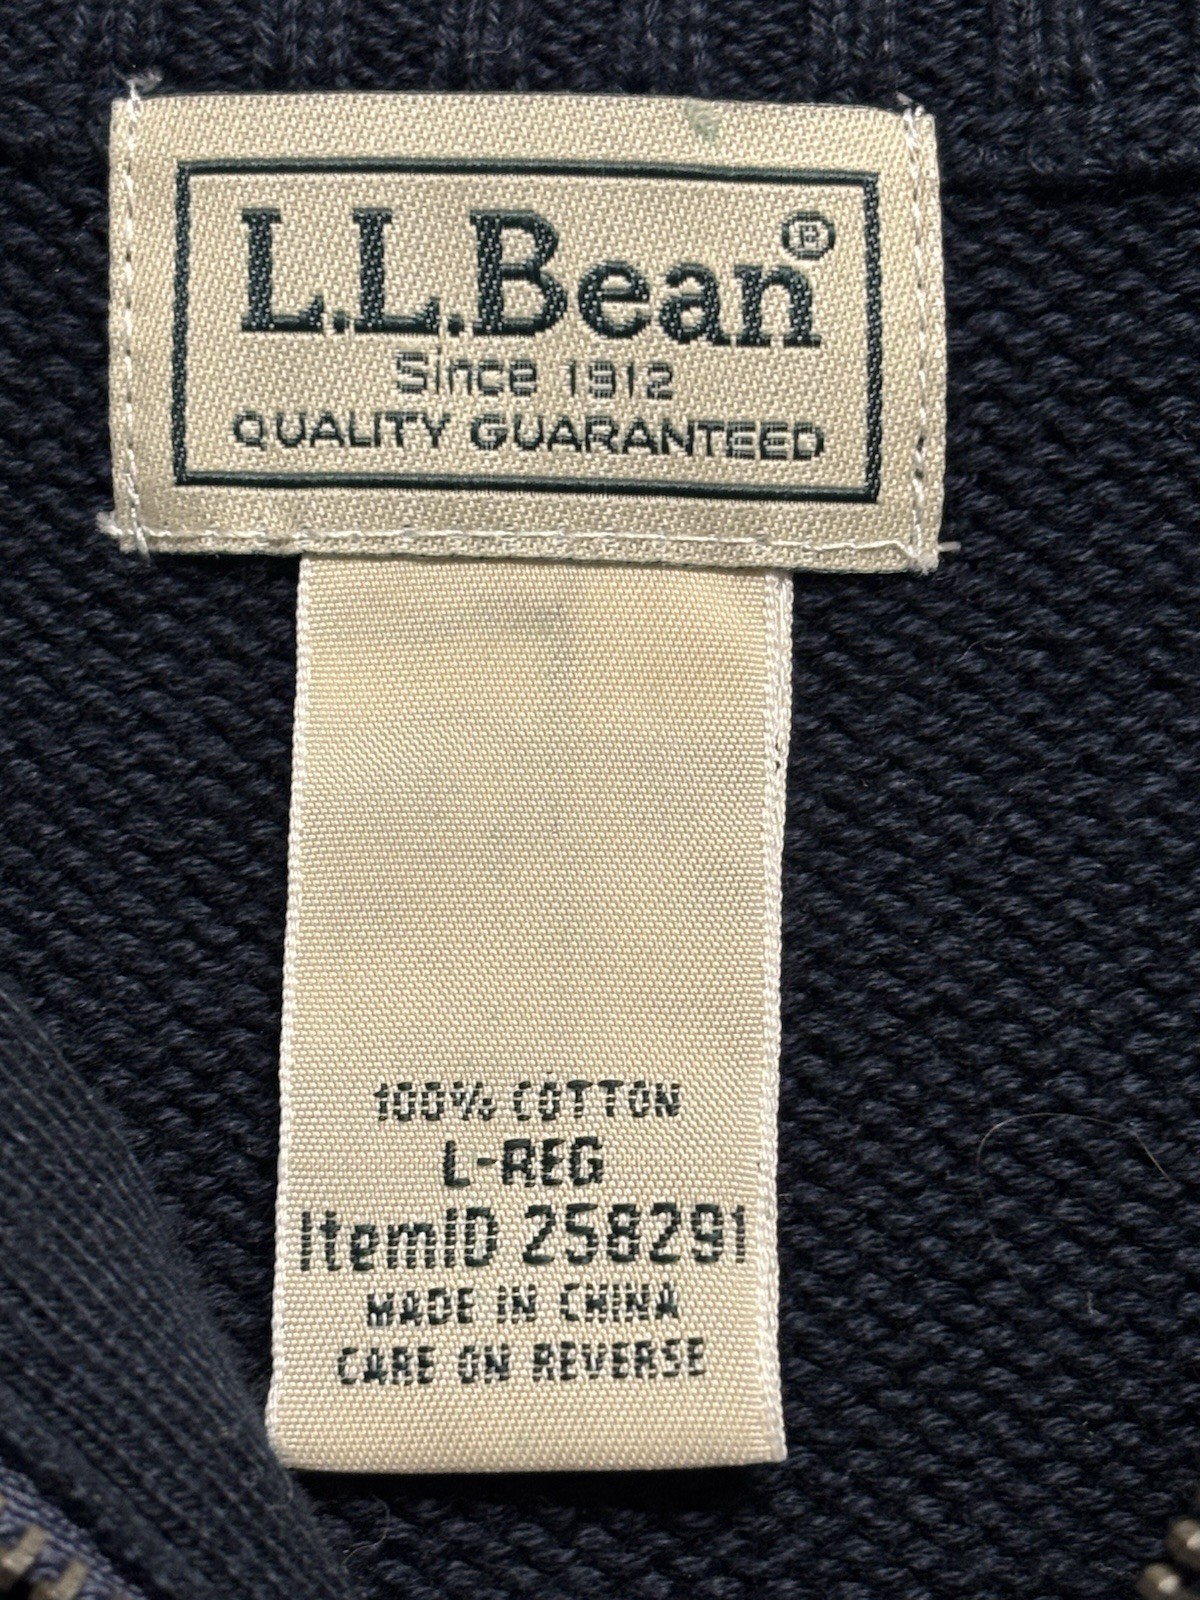 L.L.Bean®
Since 1912
QUALITY GUARANTEED
100% COTTON
L-REG
ItemID 258291
MADE IN CHINA
CARE ON REVERSE